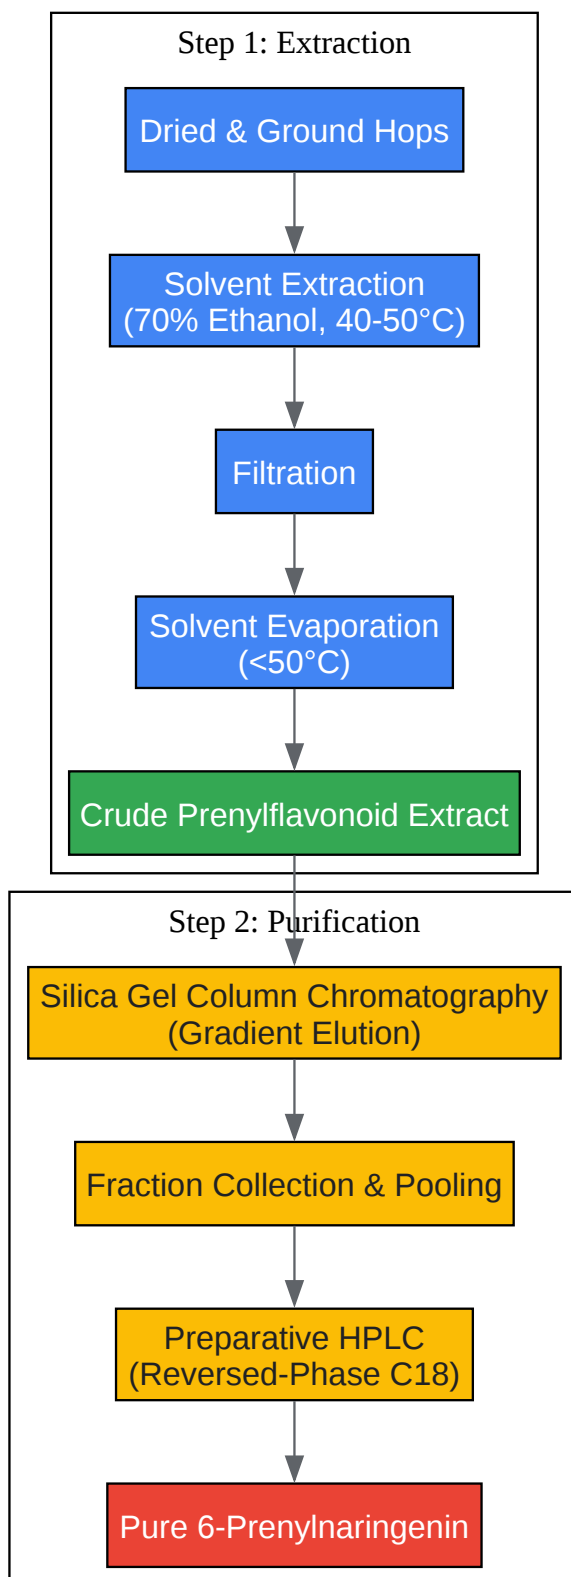 Step 1: Extraction
Dried & Ground Hops
Solvent Extraction
(70% Ethanol, 40-50°C)
Filtration
Solvent Evaporation
(<50°C)
Crude Prenylflavonoid Extract
Step 2: Purification
Silica Gel Column Chromatography
(Gradient Elution)
Fraction Collection & Pooling
Preparative HPLC
(Reversed-Phase C18)
Pure 6-Prenylnaringenin